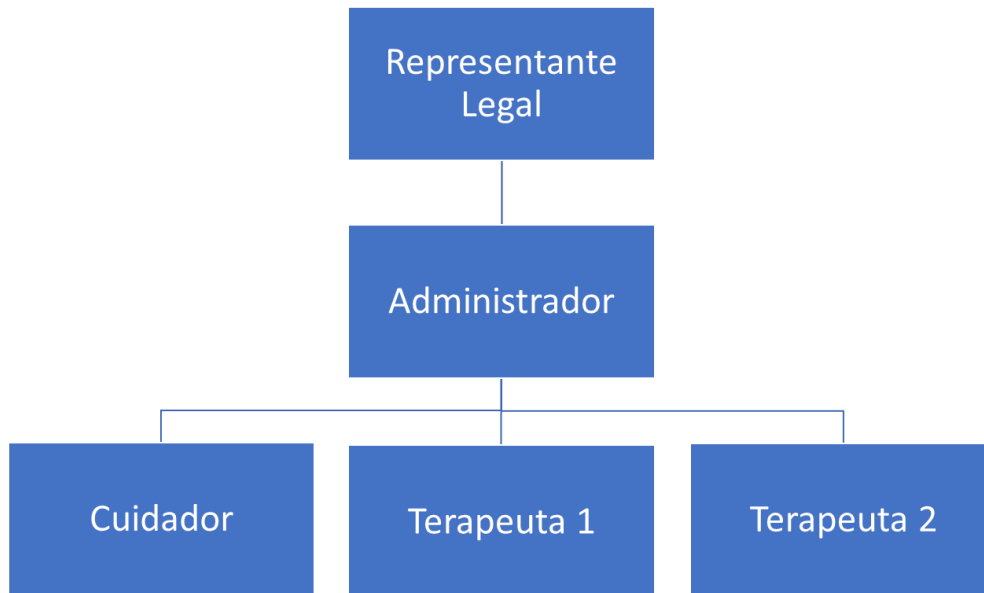 Representante
Legal
Administrador
Cuidador
Terapeuta 1
Terapeuta 2